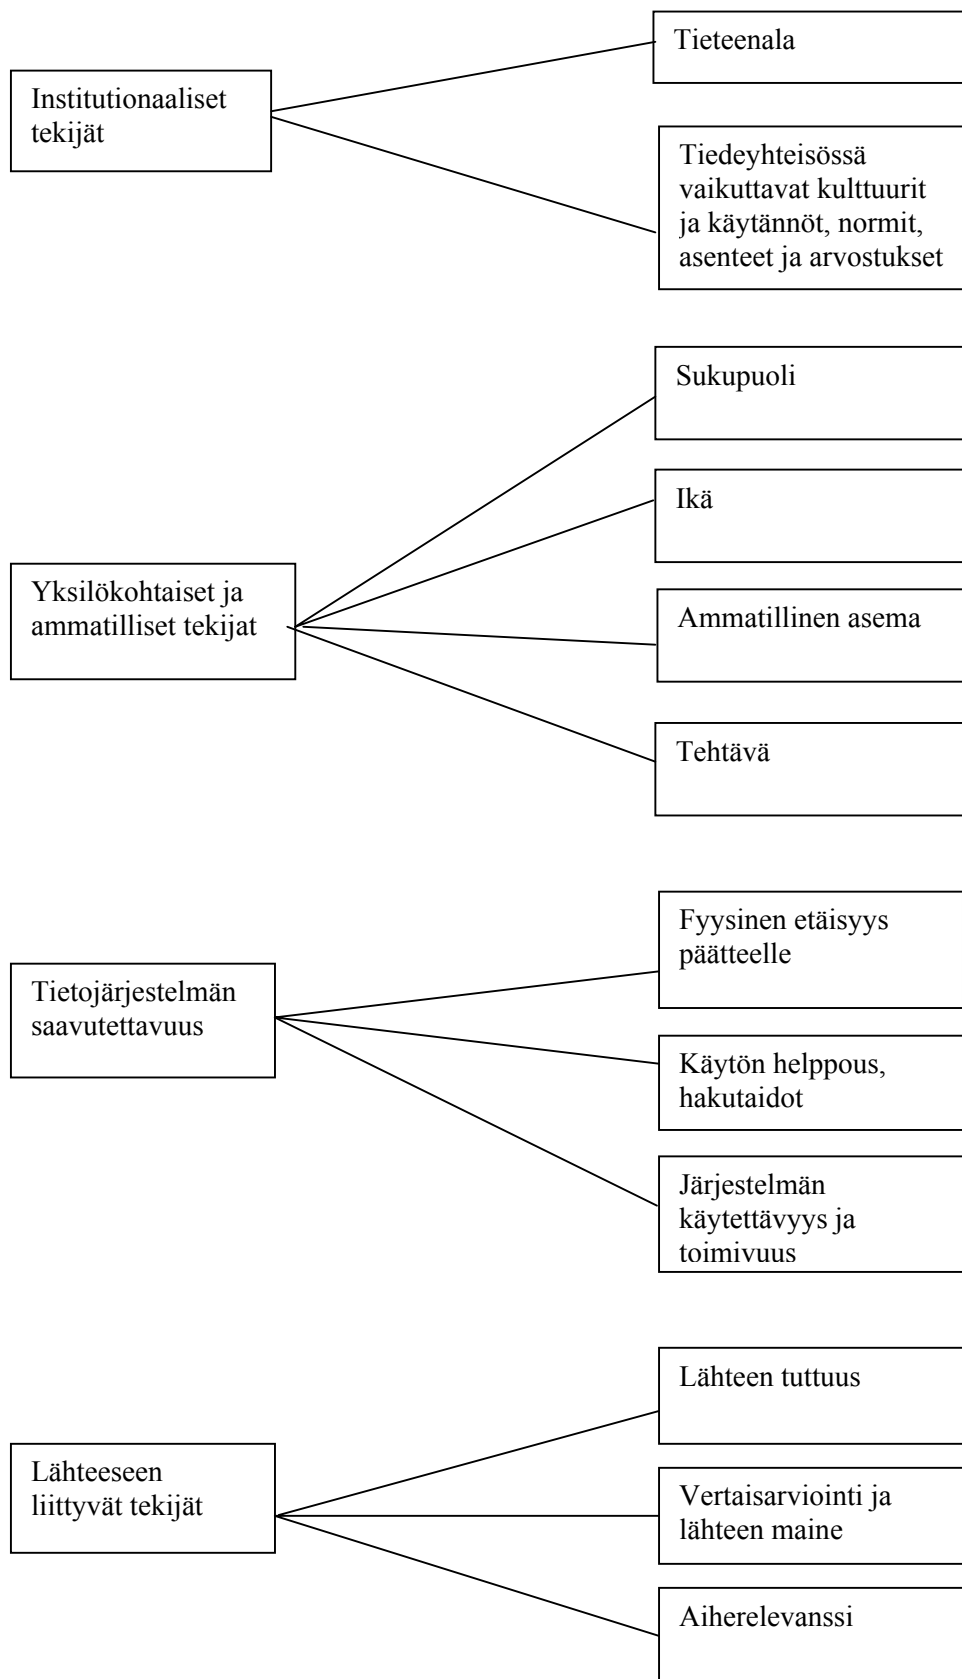 Tieteenala
Institutionaaliset
tekijät
Tiedeyhteisössä
vaikuttavat kulttuurit
ja käytännöt, normit,
asenteet ja arvostukset
Sukupuoli
Ikä
Yksilökohtaiset ja
ammatilliset tekijat
Ammatillinen asema
Tehtävä
Fyysinen etäisyys
päätteelle
Tietojärjestelmän
saavutettavuus
Käytön helppous,
hakutaidot
Järjestelmän
käytettävyys ja
toimivuus
Lähteen tuttuus
Lähteeseen
liittyvät tekijät
Vertaisarviointi ja
lähteen maine
Aiherelevanssi